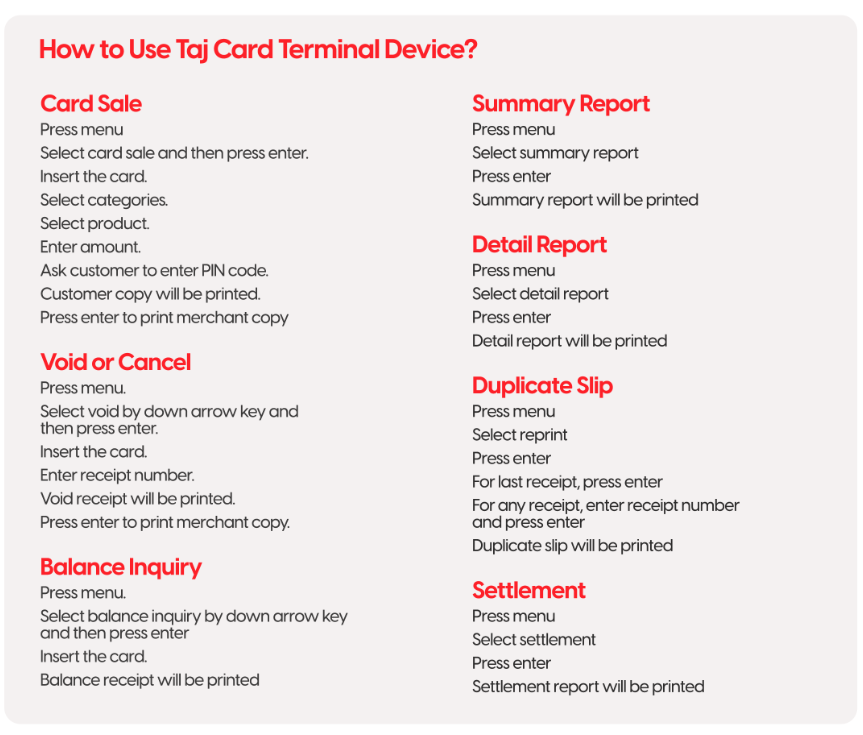 How to Use Taj Card Terminal Device?
Card Sale
Press menu
Select card sale and then press enter.
Insert the card.
Select categories.
Select product.
Enter amount.
Ask customer to enter PIN code.
Customer copy will be printed.
Press enter to print merchant copy
Void or Cancel
Press menu.
Select void by down arrow key and
then press enter.
Insert the card.
Enter receipt number.
Void receipt will be printed.
Press enter to print merchant copy.
Balance Inquiry
Press menu.
Select balance inquiry by down arrow key
and then press enter
Insert the card.
Balance receipt will be printed
Summary Report
Press menu
Select summary report
Press enter
Summary report will be printed
Detail Report
Press menu
Select detail report
Press enter
Detail report will be printed
Duplicate Slip
Press menu
Select reprint
Press enter
For last receipt, press enter
For any receipt, enter receipt number
and press enter
Duplicate slip will be printed
Settlement
Press menu
Select settlement
Press enter
Settlement report will be printed